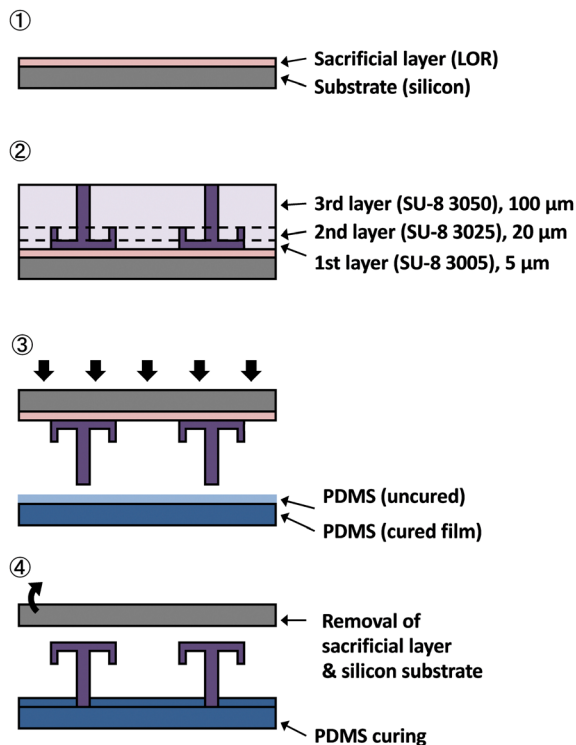 ①
Sacrificial layer (LOR)
Substrate (silicon)
②
3rd layer (SU-8 3050), 100 μm
2nd layer (SU-8 3025), 20 μm
1st layer (SU-8 3005), 5 μm
③
PDMS (uncured)
PDMS (cured film)
④
Removal of
sacrificial layer
& silicon substrate
PDMS curing